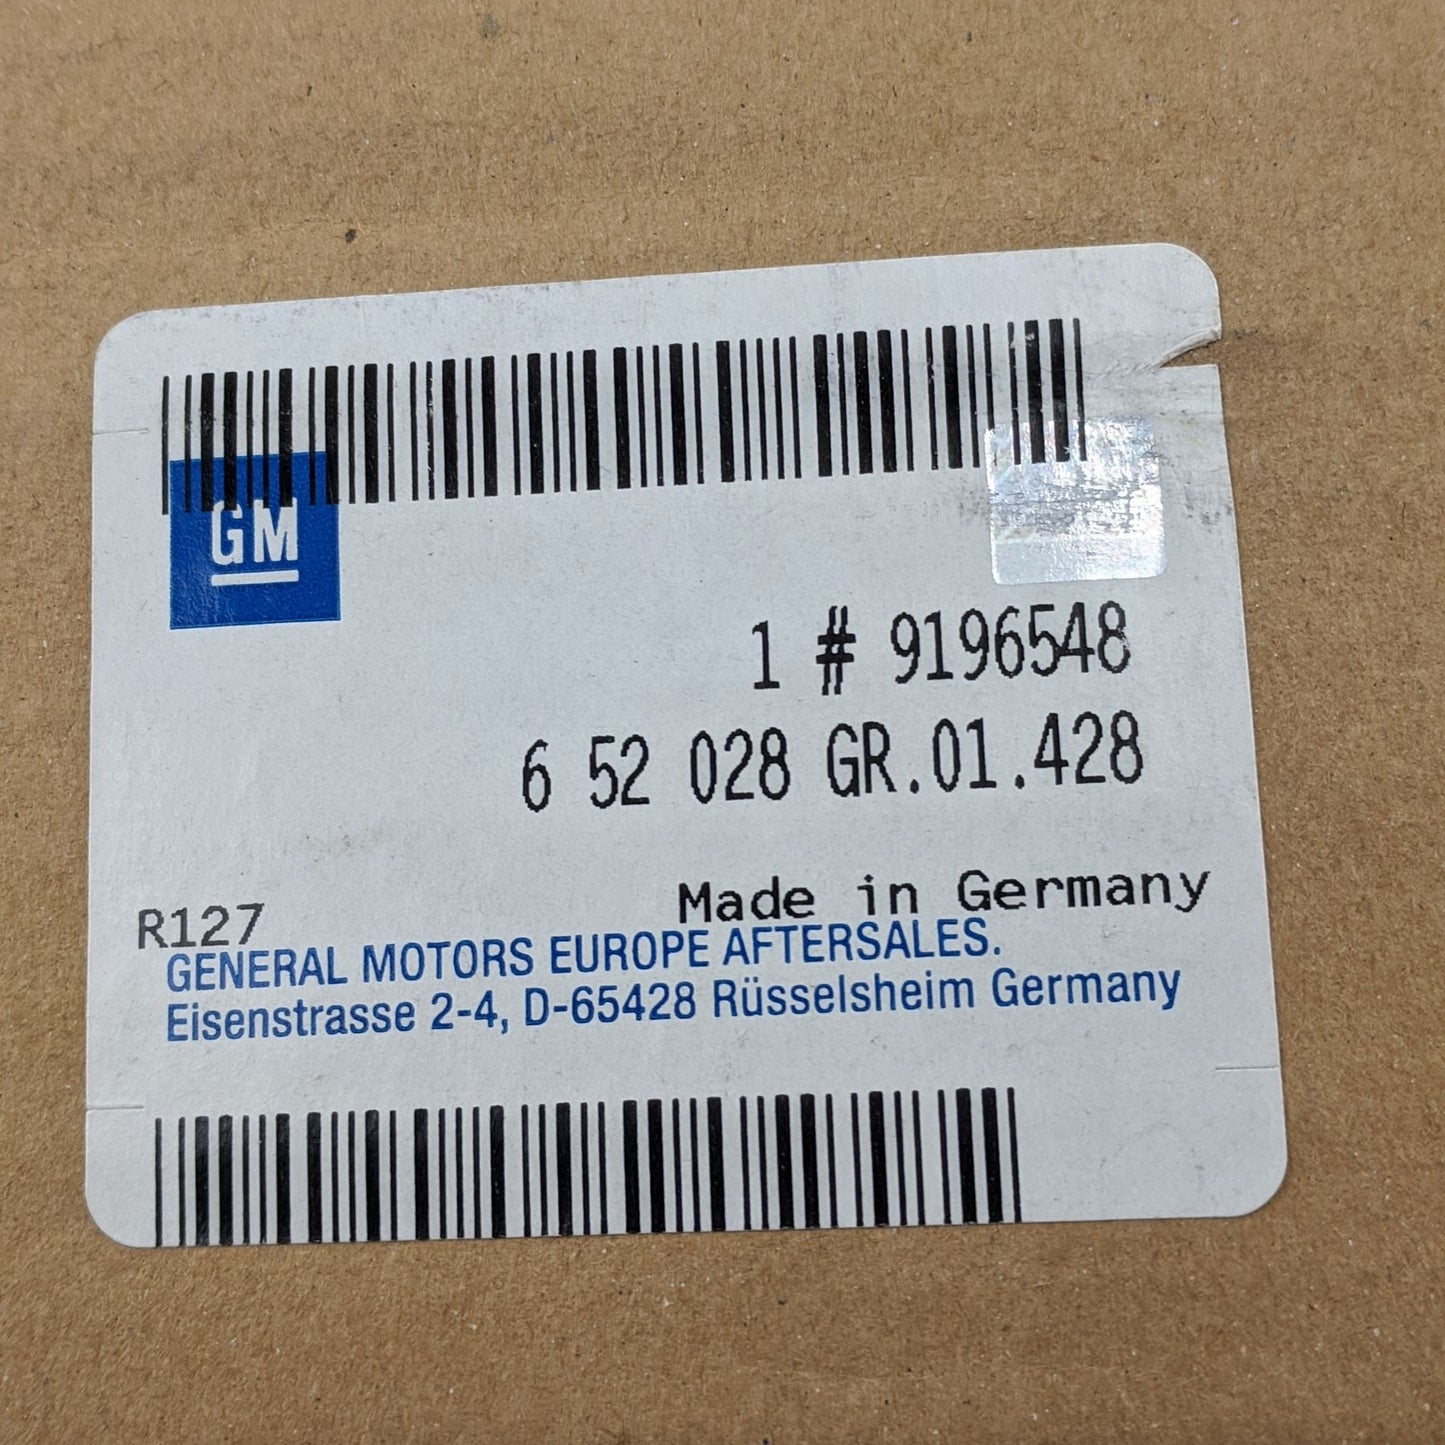 GM
1 # 9196548
6 52 028 GR.01.428
Made in Germany
R127
GENERAL MOTORS EUROPE AFTERSALES.
Eisenstrasse 2-4, D-65428 Rüsselsheim Germany